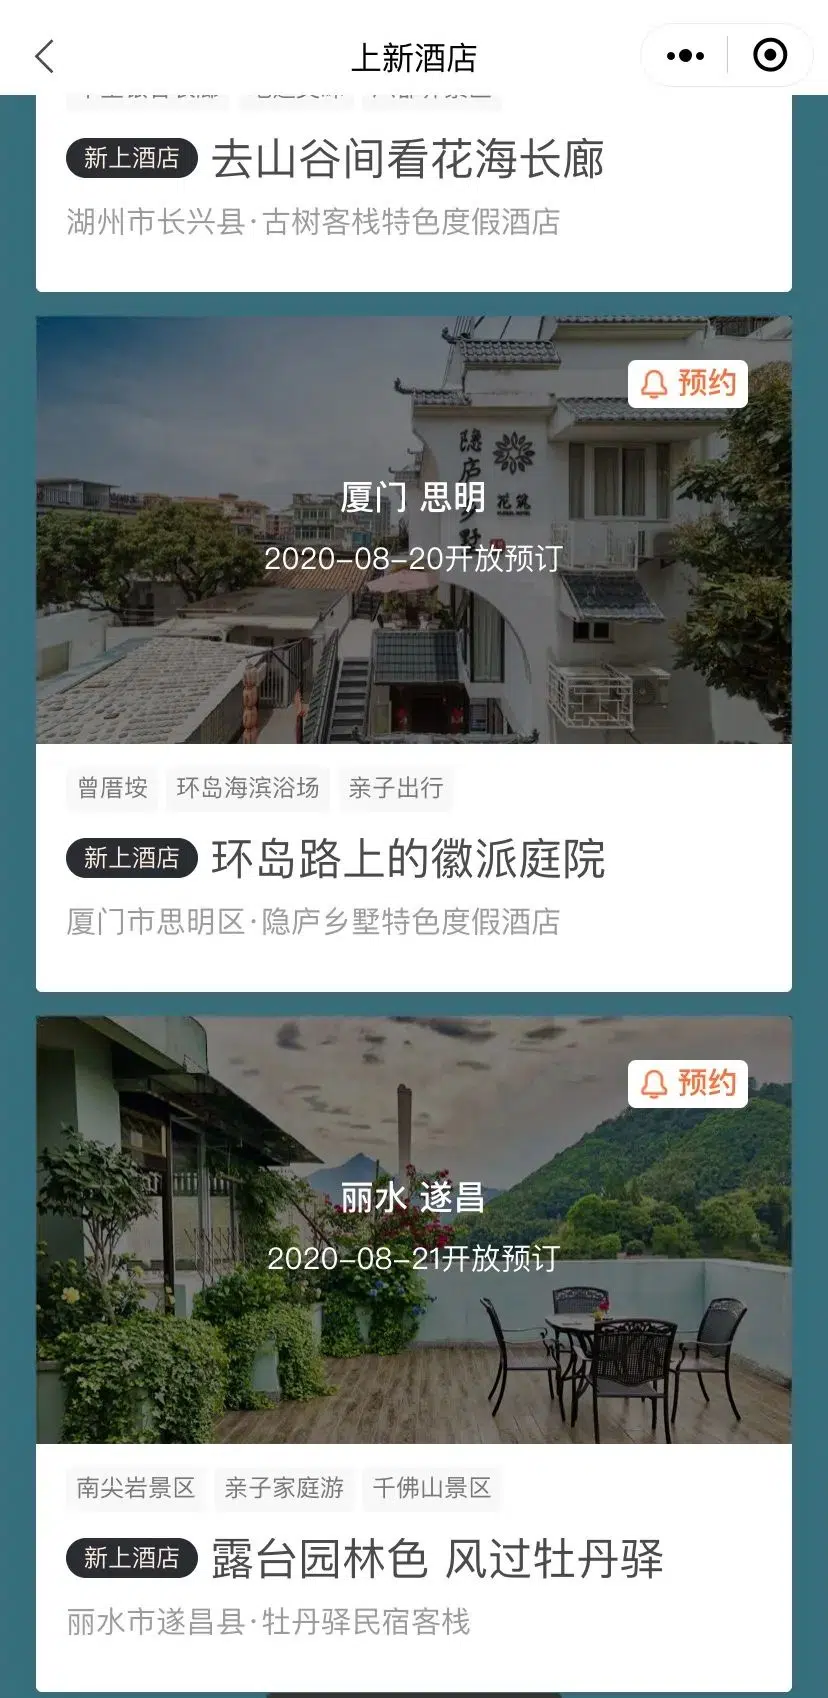 上新酒店
新上酒店 去山谷间看花海长廊
湖州市长兴县·古树客栈特色度假酒店
预约
隐庐乡野
花筑
厦门 思明
2020-08-20开放预订
曾厝垵 环岛海滨浴场 亲子出行
新上酒店 环岛路上的徽派庭院
厦门市思明区·隐庐乡墅特色度假酒店
预约
丽水 遂昌
2020-08-21开放预订
南尖岩景区 亲子家庭游 千佛山景区
新上酒店 露台园林色 风过牡丹驿
丽水市遂昌县·牡丹驿民宿客栈